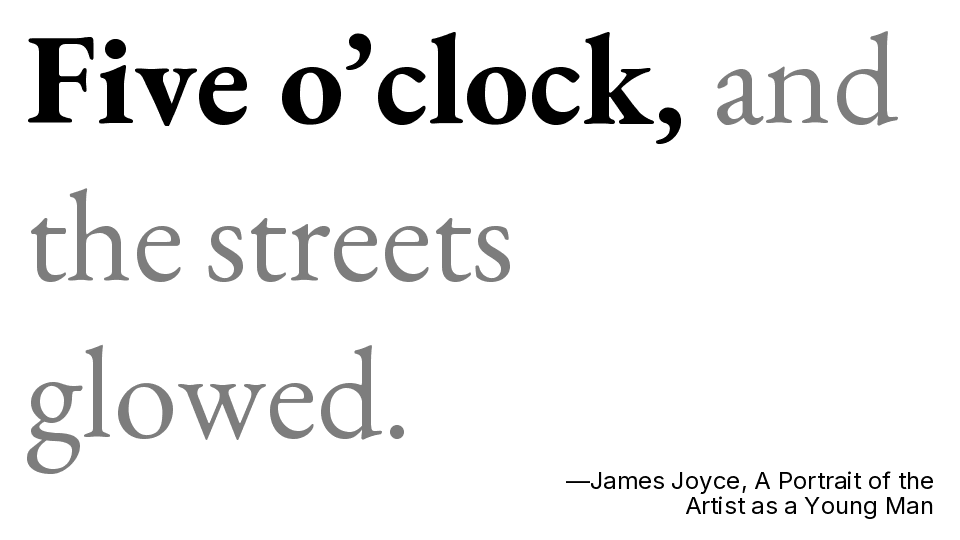 Five o’clock, and
the streets
glowed.
—James Joyce, A Portrait of the
Artist as a Young Man